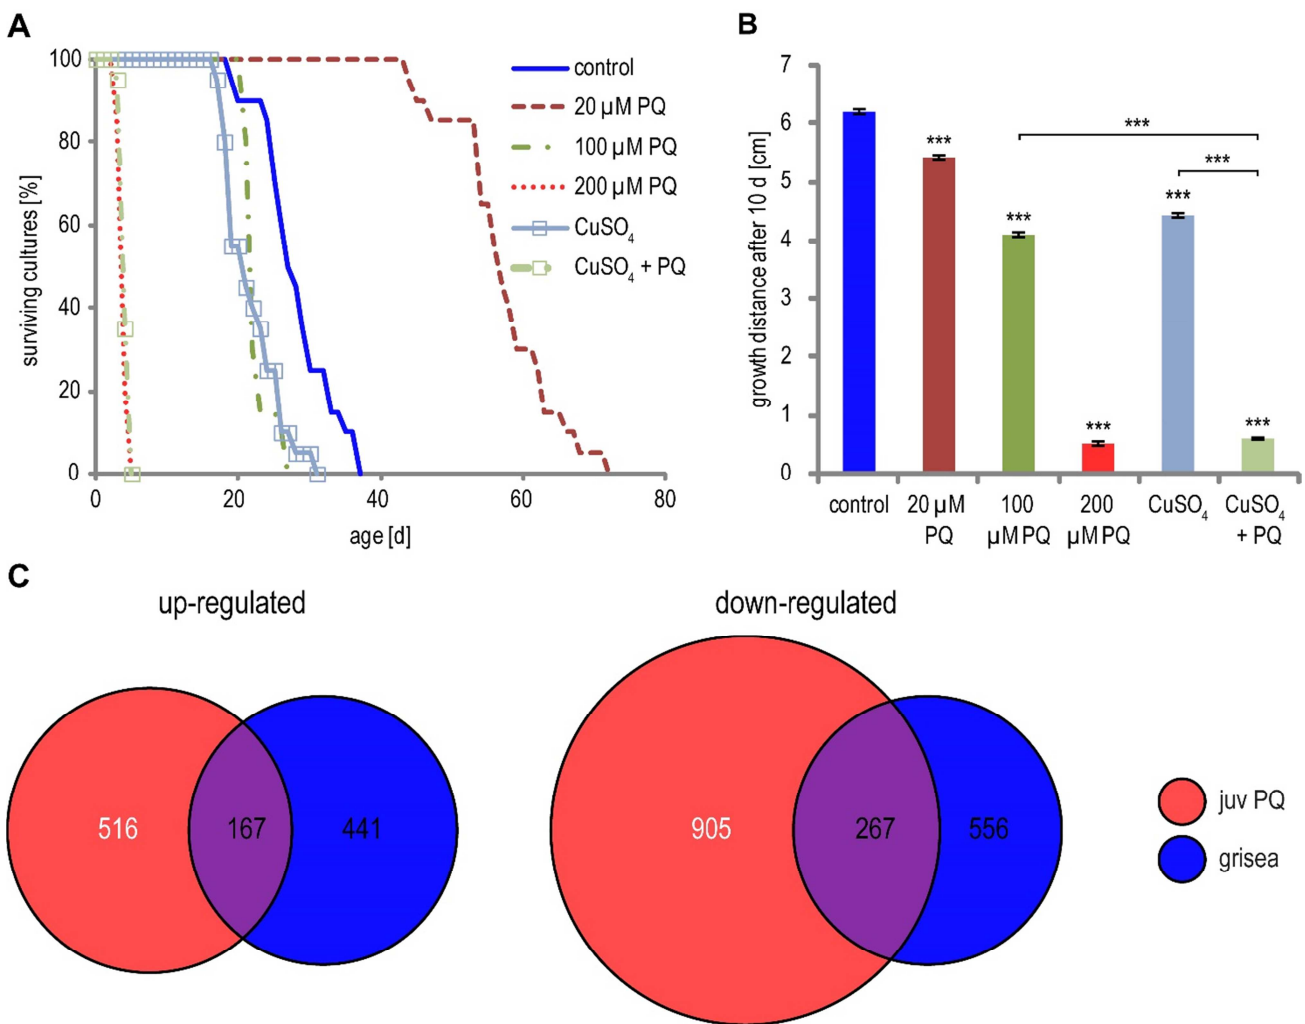 A
100
80
60
40
20
0
surviving cultures [%]
0
20
40
60
80
age [d]
control
20 µM PQ
100 µM PQ
200 µM PQ
CuSO4
CuSO4 + PQ
B
7
6
5
4
3
2
1
0
growth distance after 10 d [cm]
***
***
***
***
***
***
***
control
20 µM
PQ
100
µM PQ
200
µM PQ
CuSO4
CuSO4
+ PQ
C
up-regulated
516
167
441
down-regulated
905
267
556
juv PQ
grisea